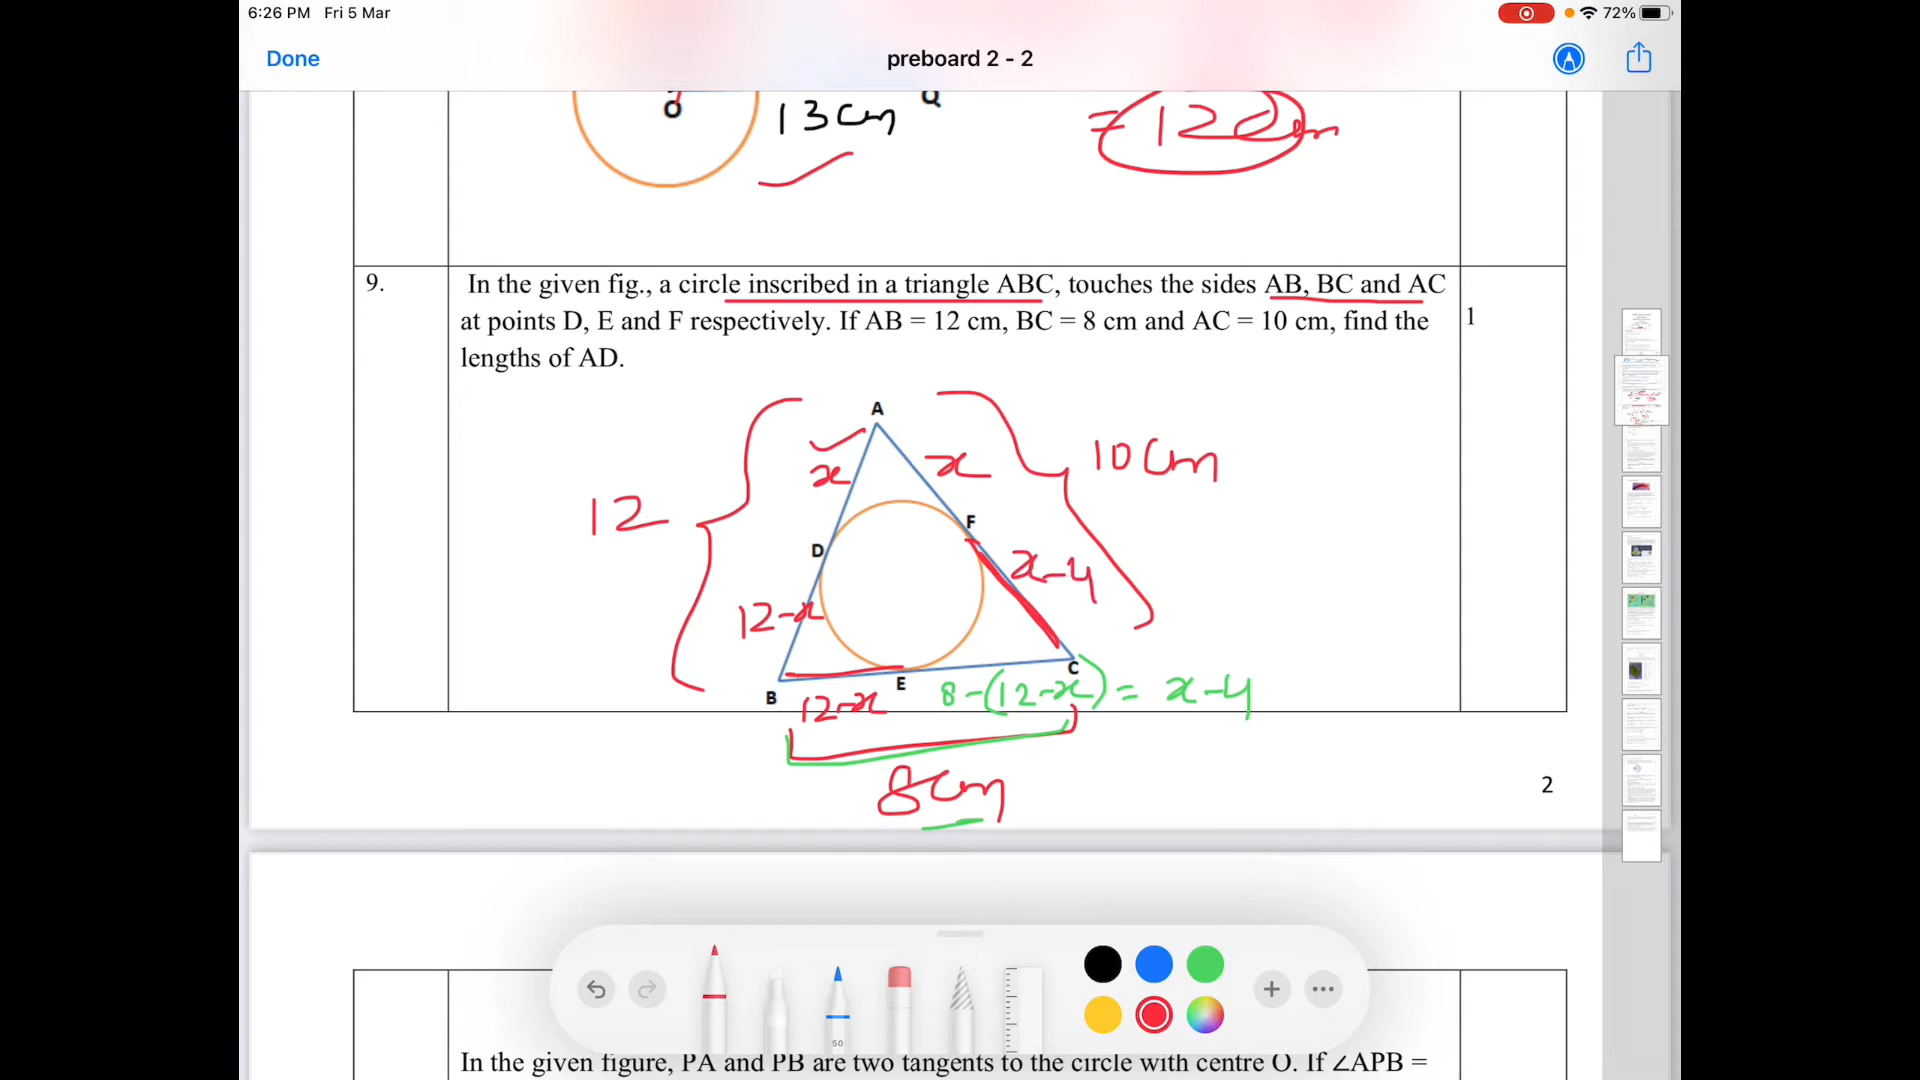 6:26 PM Fri 5 Mar
72%
Done
preboard 2 - 2
O
13cm
Q
= 12cm
9.
In the given fig., a circle inscribed in a triangle ABC, touches the sides AB, BC and AC
at points D, E and F respectively. If AB = 12 cm, BC = 8 cm and AC = 10 cm, find the
lengths of AD.
1
A
x
x
10cm
12
F
D
x-4
12-x
C
B
E
12-x
8-(12-x) = x-4
8cm
2
50
In the given figure, PA and PB are two tangents to the circle with centre O. If ∠APB =